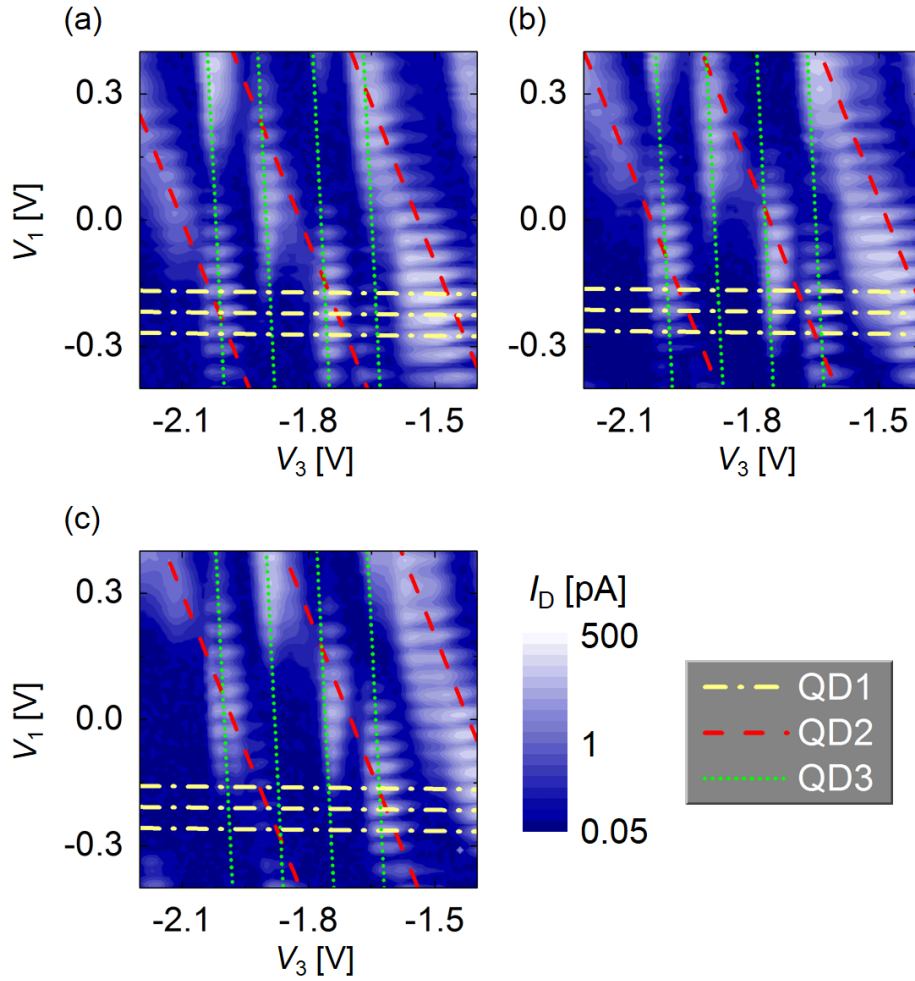 (a)
(b)
0.3
0.0
-0.3
V1 [V]
-2.1 -1.8 -1.5
V3 [V]
0.3
0.0
-0.3
V1 [V]
-2.1 -1.8 -1.5
V3 [V]
(c)
0.3
0.0
-0.3
V1 [V]
-2.1 -1.8 -1.5
V3 [V]
ID [pA]
500
1
0.05
QD1
QD2
QD3